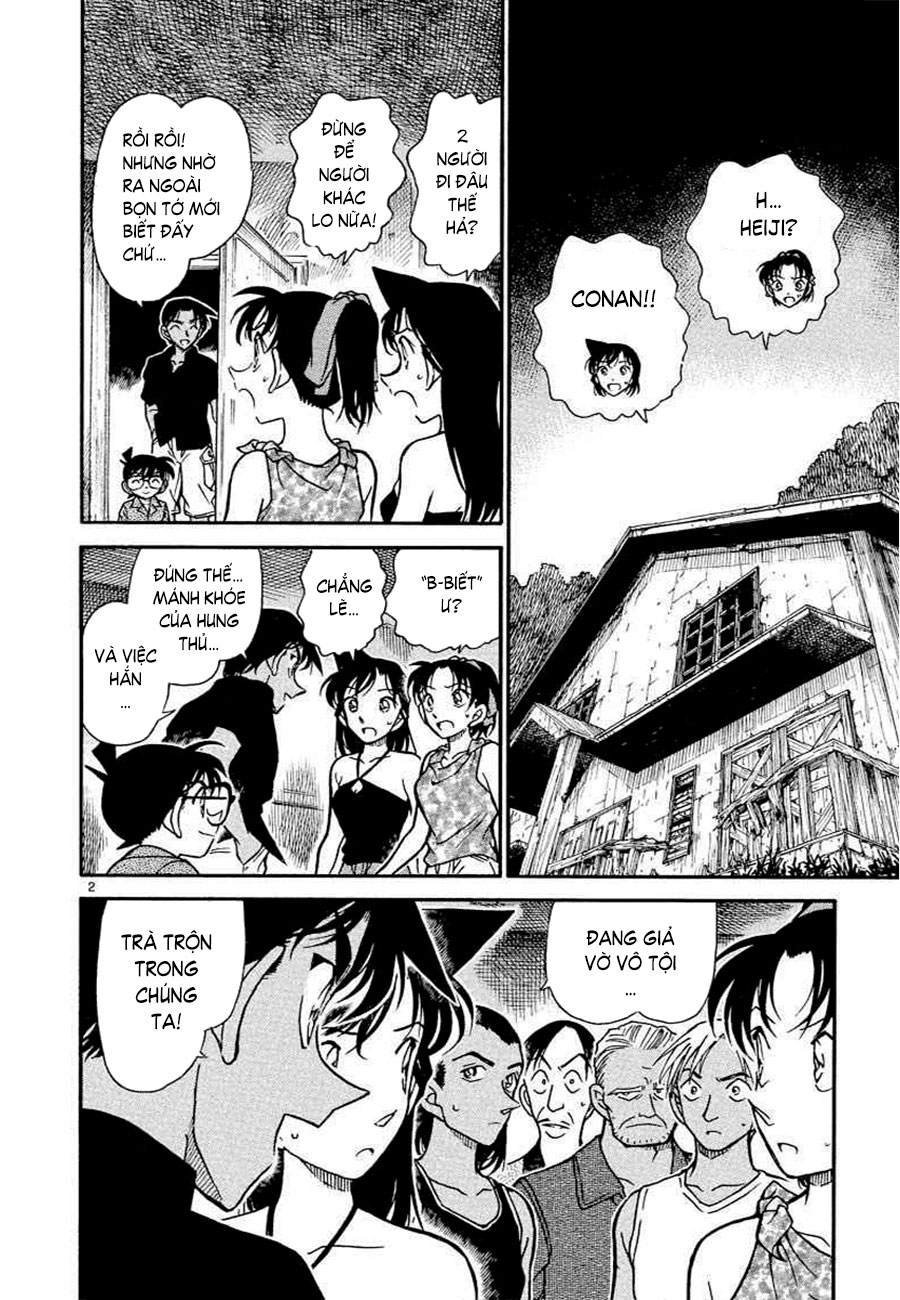 H...
HEIJI?
CONAN!!
2
NGƯỜI
ĐI ĐÂU
THẾ
HẢ?
ĐỪNG
ĐỂ
NGƯỜI
KHÁC
LO NỮA!
RỒI RỒI!
NHƯNG NHỜ
RA NGOÀI
BỌN TỚ MỚI
BIẾT ĐẤY
CHỨ...
"B-BIẾT"
Ư?
CHẲNG
LẼ...
ĐÚNG THẾ...
MÁNH KHÓE
CỦA HUNG
THỦ...
VÀ VIỆC
HẮN
...
2
ĐANG GIẢ
VỜ VÔ TỘI
...
TRÀ TRỘN
TRONG
CHÚNG
TA!